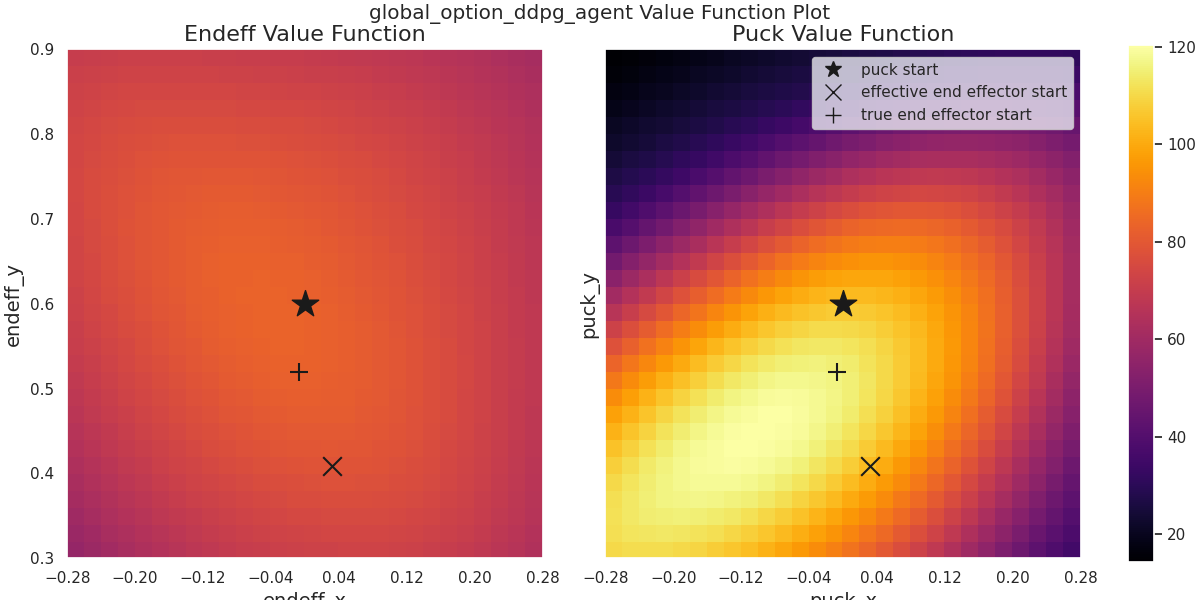 global_option_ddpg_agent Value Function Plot
Endeff Value Function
0.9
0.8
0.7
0.6
0.5
0.4
0.3
endeff_y
−0.28 −0.20 −0.12 −0.04 0.04 0.12 0.20 0.28
endeff_x
Puck Value Function
puck start
effective end effector start
true end effector start
puck_y
−0.28 −0.20 −0.12 −0.04 0.04 0.12 0.20 0.28
puck_x
120
100
80
60
40
20